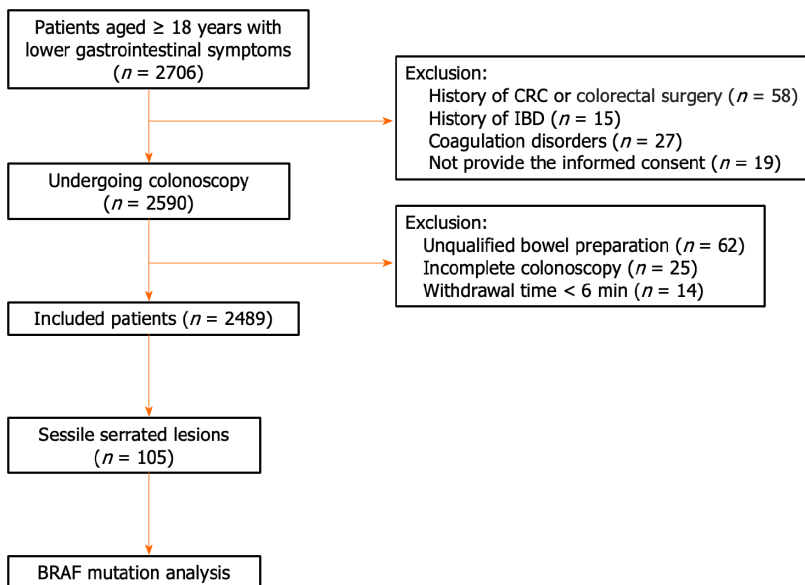 Patients aged ≥ 18 years with
lower gastrointestinal symptoms
(n = 2706)
Exclusion:
History of CRC or colorectal surgery (n = 58)
History of IBD (n = 15)
Coagulation disorders (n = 27)
Not provide the informed consent (n = 19)
Undergoing colonoscopy
(n = 2590)
Exclusion:
Unqualified bowel preparation (n = 62)
Incomplete colonoscopy (n = 25)
Withdrawal time < 6 min (n = 14)
Included patients (n = 2489)
Sessile serrated lesions
(n = 105)
BRAF mutation analysis